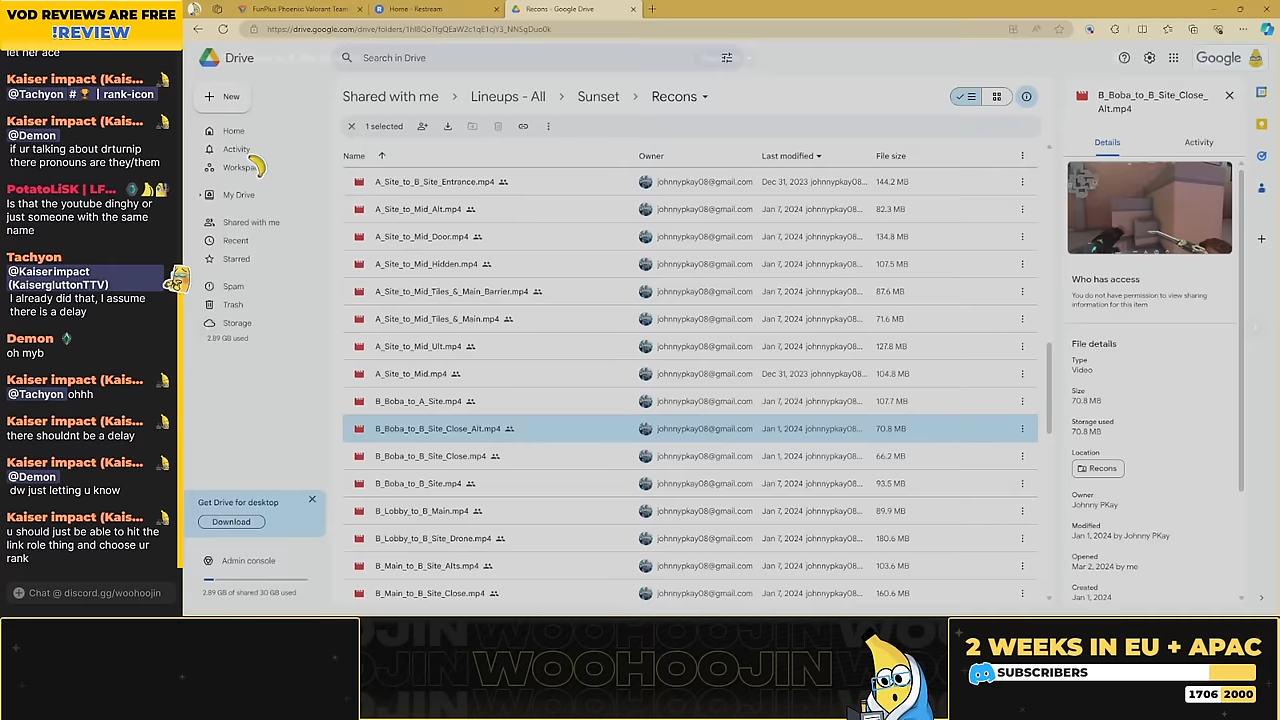 VOD REVIEWS ARE FREE
!REVIEW
let her ace
Kaiser impact (Kais...
@Tachyon # 🏆 | rank-icon
Kaiser impact (Kais...
@Demon
if ur talking about drturnip
there pronouns are they/them
PotatoLiSK | LF...
Is that the youtube dinghy or
just someone with the same
name
Tachyon
@Kaiser impact
(KaisergluttonTTV)
I already did that, I assume
there is a delay
Demon
oh myb
Kaiser impact (Kais...
@Tachyon ohhh
Kaiser impact (Kais...
there shouldnt be a delay
Kaiser impact (Kais...
@Demon
dw just letting u know
Kaiser impact (Kais...
u should just be able to hit the
link role thing and choose ur
rank
Chat @ discord.gg/woohoojin
FunPlus Phoenix Valorant Team
Home - Restream
Recons - Google Drive
Drive
Search in Drive
Google
New
Home
Activity
My Drive
Shared with me
Recent
Starred
Spam
Trash
Storage
2.89 GB used
Get Drive for desktop
Download
Admin console
2.89 GB of shared 30 GB used
Shared with me > Lineups - All > Sunset > Recons
1 selected
Name Owner Last modified File size
A_Site_to_B_Site_Entrance.mp4 johnnypkay08@gmail.com Dec 31, 2023 johnnypkay08... 144.2 MB
A_Site_to_Mid_Alt.mp4 johnnypkay08@gmail.com Jan 7, 2024 johnnypkay08... 82.3 MB
A_Site_to_Mid_Door.mp4 johnnypkay08@gmail.com Jan 7, 2024 johnnypkay08... 134.8 MB
A_Site_to_Mid_Hidden.mp4 johnnypkay08@gmail.com Jan 7, 2024 johnnypkay08... 107.5 MB
A_Site_to_Mid_Tiles_&_Main_Barrier.mp4 johnnypkay08@gmail.com Jan 7, 2024 johnnypkay08... 87.6 MB
A_Site_to_Mid_Tiles_&_Main.mp4 johnnypkay08@gmail.com Jan 7, 2024 johnnypkay08... 71.6 MB
A_Site_to_Mid_Ult.mp4 johnnypkay08@gmail.com Jan 7, 2024 johnnypkay08... 127.8 MB
A_Site_to_Mid.mp4 johnnypkay08@gmail.com Dec 31, 2023 johnnypkay08... 104.8 MB
B_Boba_to_A_Site.mp4 johnnypkay08@gmail.com Jan 7, 2024 johnnypkay08... 107.7 MB
B_Boba_to_B_Site_Close_Alt.mp4 johnnypkay08@gmail.com Jan 1, 2024 johnnypkay08... 70.8 MB
B_Boba_to_B_Site_Close.mp4 johnnypkay08@gmail.com Jan 1, 2024 johnnypkay08... 66.2 MB
B_Boba_to_B_Site.mp4 johnnypkay08@gmail.com Jan 7, 2024 johnnypkay08... 93.5 MB
B_Lobby_to_B_Main.mp4 johnnypkay08@gmail.com Jan 7, 2024 johnnypkay08... 89.9 MB
B_Lobby_to_B_Site_Drone.mp4 johnnypkay08@gmail.com Jan 7, 2024 johnnypkay08... 180.6 MB
B_Main_to_B_Site_Alts.mp4 johnnypkay08@gmail.com Jan 7, 2024 johnnypkay08... 103.6 MB
B_Main_to_B_Site_Close.mp4 johnnypkay08@gmail.com Jan 7, 2024 johnnypkay08... 160.6 MB
B_Boba_to_B_Site_Close_
Alt.mp4
Details Activity
Who has access
You do not have permission to view sharing
information for this item
File details
Type
Video
Size
70.8 MB
Storage used
70.8 MB
Location
Recons
Owner
Johnny PKay
Modified
Jan 1, 2024 by Johnny PKay
Opened
Mar 2, 2024 by me
Created
Jan 1, 2024
WOOHOOJIN
2 WEEKS IN EU + APAC
SUBSCRIBERS
1706 2000